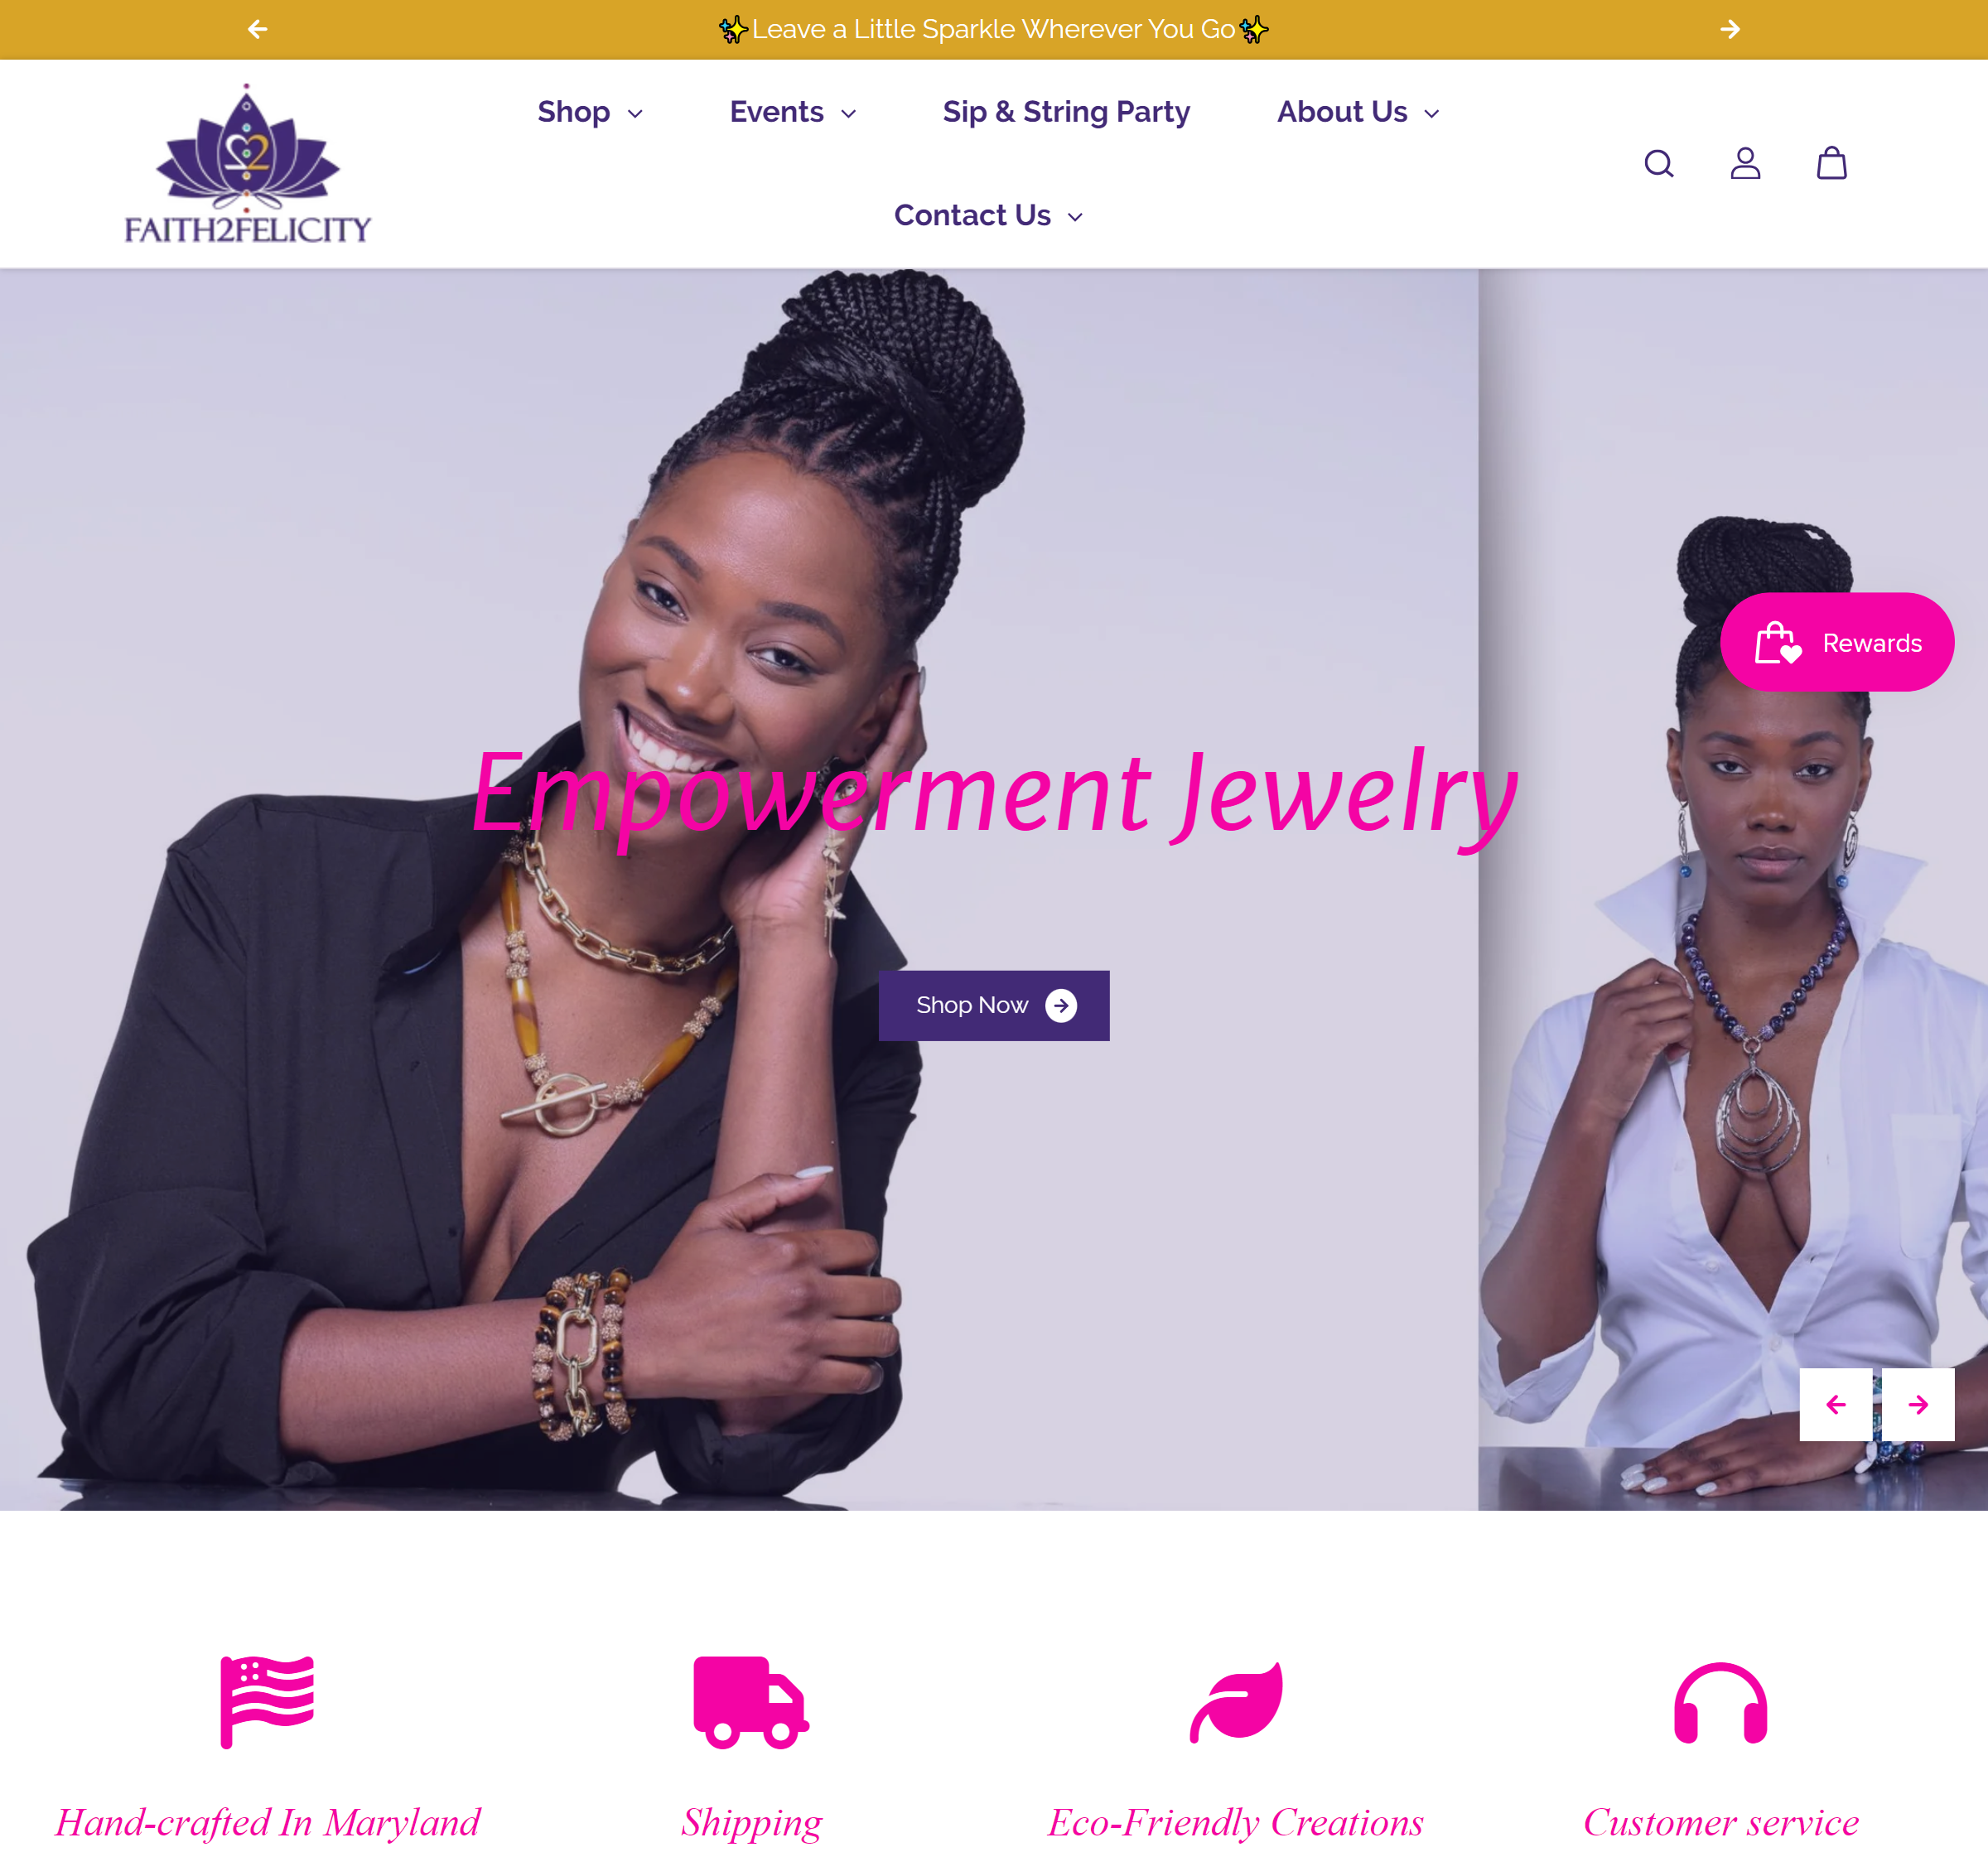 ✨Leave a Little Sparkle Wherever You Go✨
Shop
Events
Sip & String Party
About Us
Contact Us
FAITH2FELICITY
Rewards
Empowerment Jewelry
Shop Now
Hand-crafted In Maryland
Shipping
Eco-Friendly Creations
Customer service